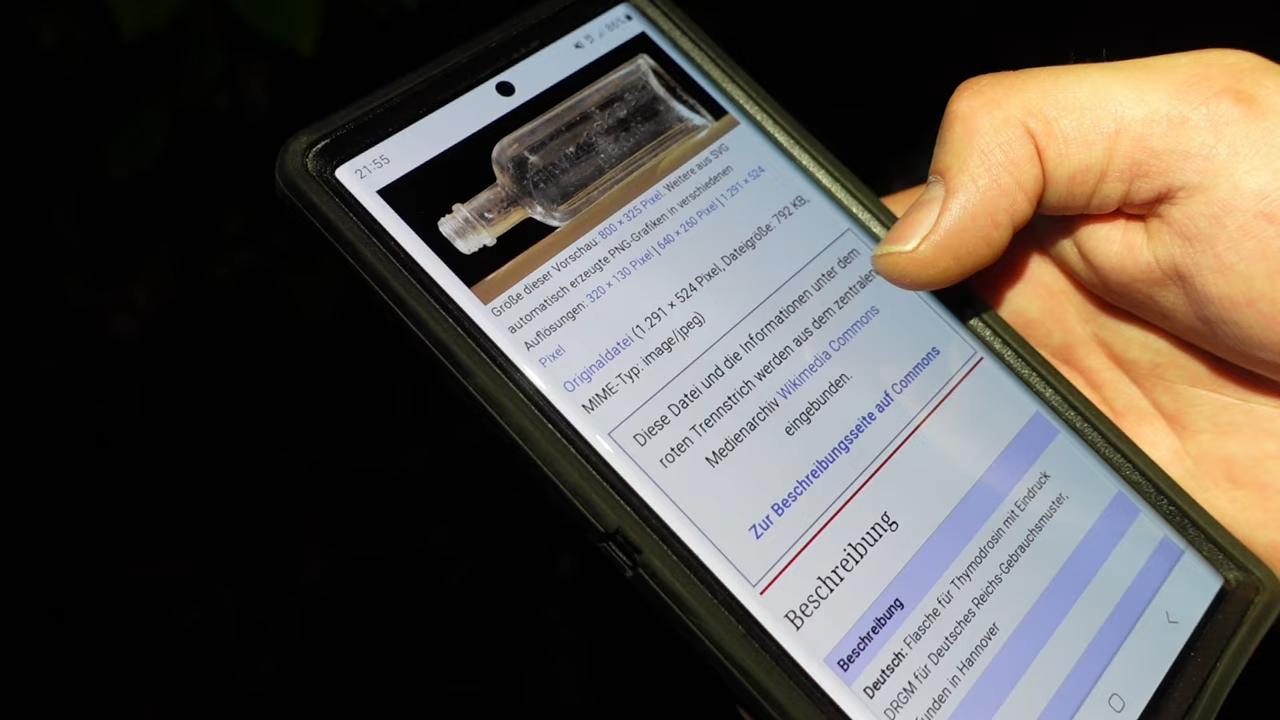 21:55
86%
Größe dieser Vorschau: 800 × 325 Pixel. Weitere aus SVG
automatisch erzeugte PNG-Grafiken in verschiedenen
Auflösungen: 320 × 130 Pixel | 640 × 260 Pixel | 1.291 × 524
Pixel
Originaldatei (1.291 × 524 Pixel, Dateigröße: 792 KB,
MIME-Typ: image/jpeg)
Diese Datei und die Informationen unter dem
roten Trennstrich werden aus dem zentralen
Medienarchiv Wikimedia Commons
eingebunden.
Zur Beschreibungsseite auf Commons
Beschreibung
Beschreibung
Deutsch: Flasche für Thymodrosin mit Eindruck
DRGM für Deutsches Reichs-Gebrauchsmuster,
funden in Hannover